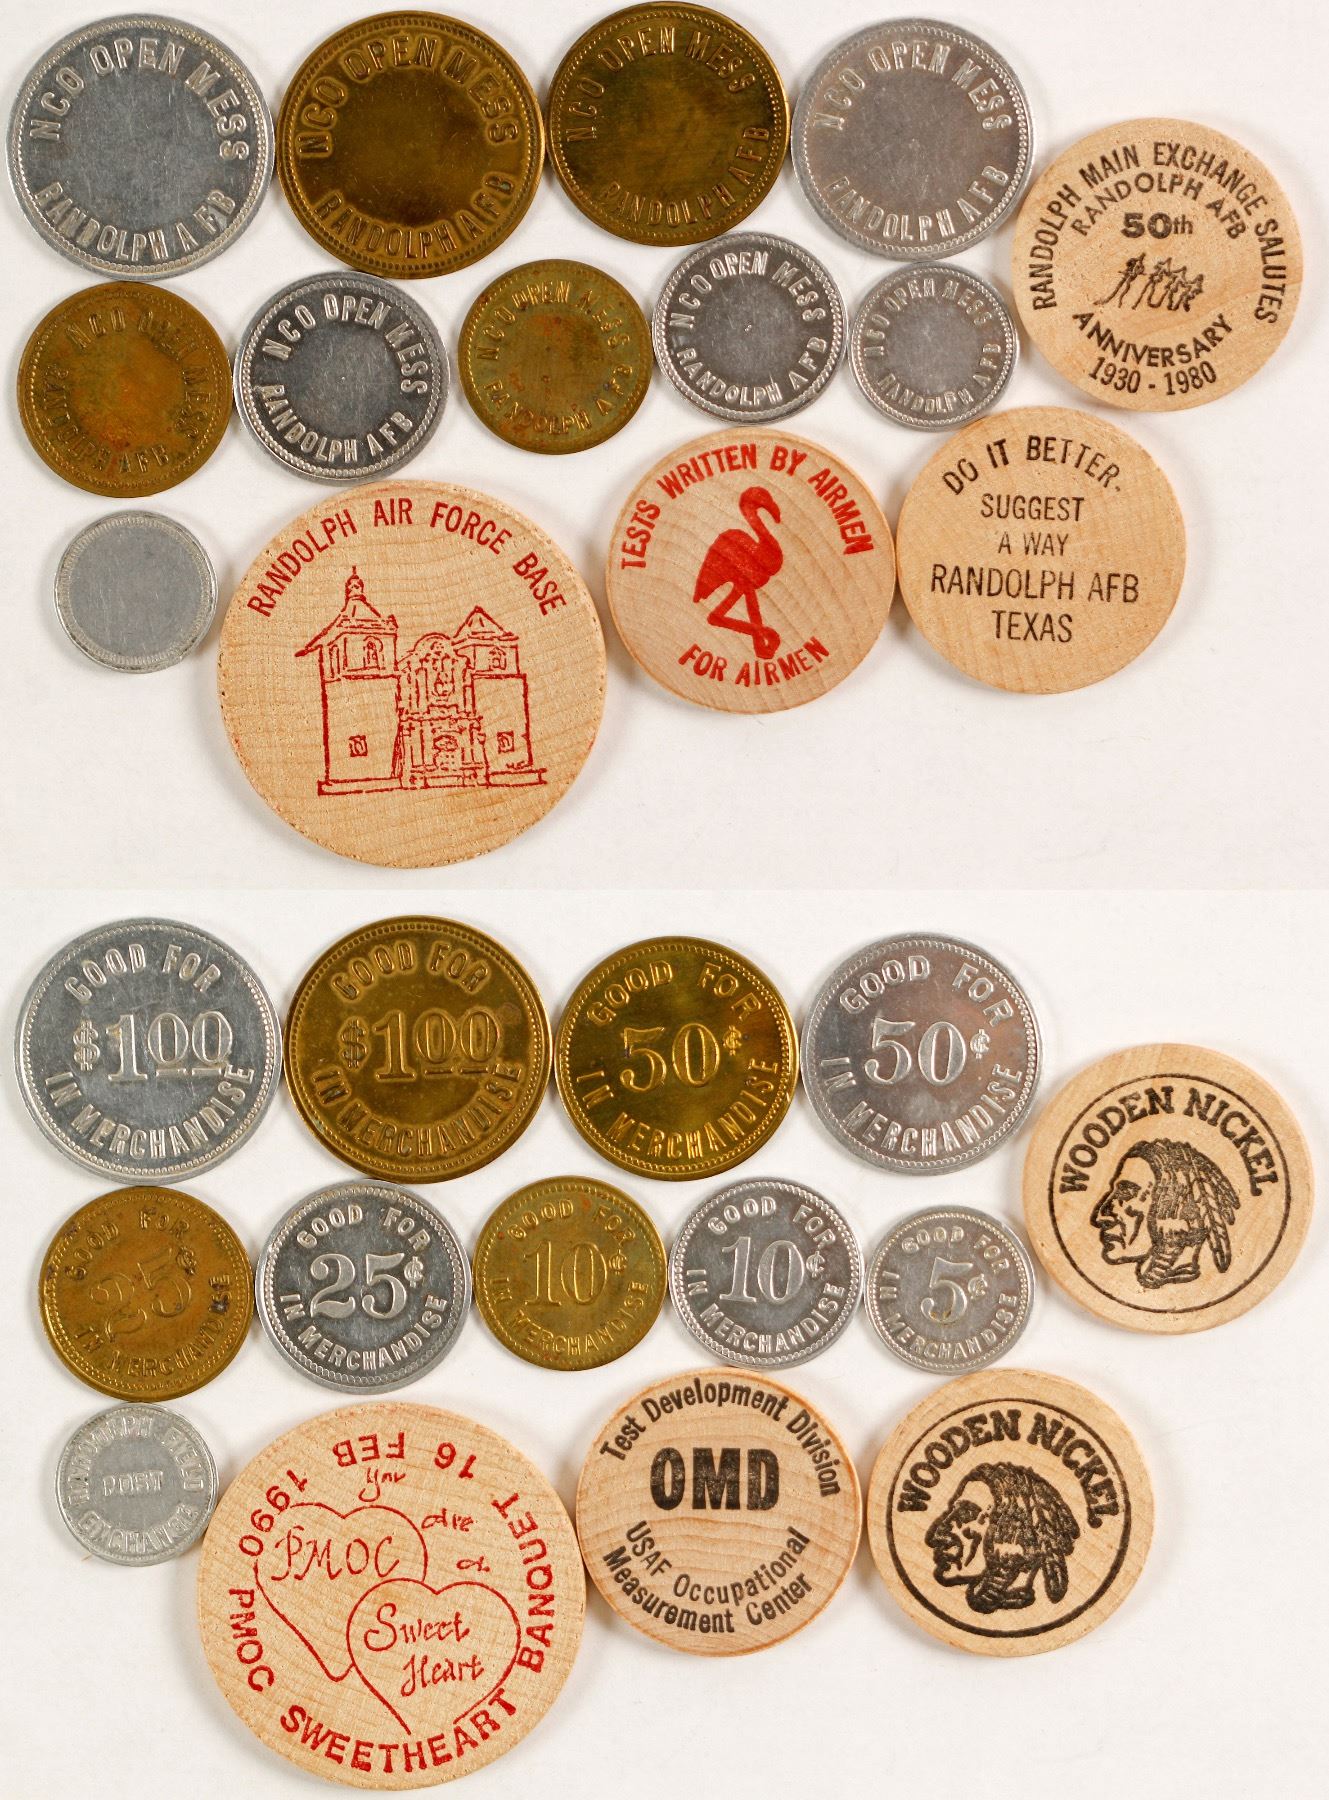 NCO OPEN MESS
RANDOLPH AFB
NCO OPEN MESS
RANDOLPH AFB
NCO OPEN MESS
RANDOLPH AFB
NCO OPEN MESS
RANDOLPH AFB
RANDOLPH MAIN EXCHANGE SALUTES
RANDOLPH AFB
50th
ANNIVERSARY
1930 - 1980
NCO OPEN MESS
RANDOLPH AFB
NCO OPEN MESS
RANDOLPH AFB
NCO OPEN MESS
RANDOLPH AFB
NCO OPEN MESS
RANDOLPH AFB
NCO OPEN MESS
RANDOLPH AFB
RANDOLPH AIR FORCE BASE
TESTS WRITTEN BY AIRMEN
FOR AIRMEN
DO IT BETTER.
SUGGEST
A WAY
RANDOLPH AFB
TEXAS
GOOD FOR
$1.00
IN MERCHANDISE
GOOD FOR
$1.00
IN MERCHANDISE
GOOD FOR
50¢
IN MERCHANDISE
GOOD FOR
50¢
IN MERCHANDISE
WOODEN NICKEL
GOOD FOR
25¢
IN MERCHANDISE
GOOD FOR
25¢
IN MERCHANDISE
GOOD FOR
10¢
IN MERCHANDISE
GOOD FOR
10¢
IN MERCHANDISE
GOOD FOR
5¢
IN MERCHANDISE
RANDOLPH FIELD
POST
EXCHANGE
PMOC SWEETHEART BANQUET 16 FEB 1990
You
Are
a
PMOC
Sweet
Heart
Test Development Division
OMD
USAF Occupational
Measurement Center
WOODEN NICKEL